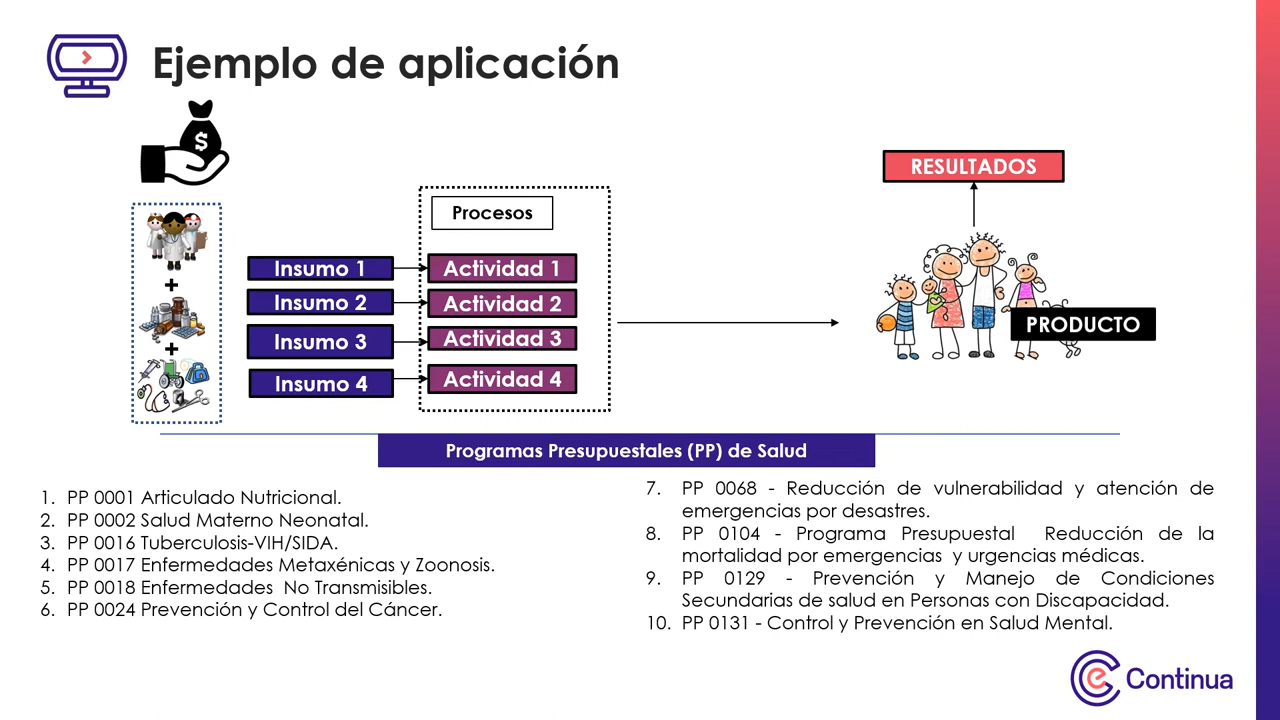 Ejemplo de aplicación
$
RESULTADOS
Procesos
Insumo 1
Actividad 1
Insumo 2
Actividad 2
Insumo 3
Actividad 3
Insumo 4
Actividad 4
+
+
PRODUCTO
Programas Presupuestales (PP) de Salud
1. PP 0001 Articulado Nutricional.
2. PP 0002 Salud Materno Neonatal.
3. PP 0016 Tuberculosis-VIH/SIDA.
4. PP 0017 Enfermedades Metaxénicas y Zoonosis.
5. PP 0018 Enfermedades No Transmisibles.
6. PP 0024 Prevención y Control del Cáncer.
7. PP 0068 - Reducción de vulnerabilidad y atención de
emergencias por desastres.
8. PP 0104 - Programa Presupuestal Reducción de la
mortalidad por emergencias y urgencias médicas.
9. PP 0129 - Prevención y Manejo de Condiciones
Secundarias de salud en Personas con Discapacidad.
10. PP 0131 - Control y Prevención en Salud Mental.
Continua